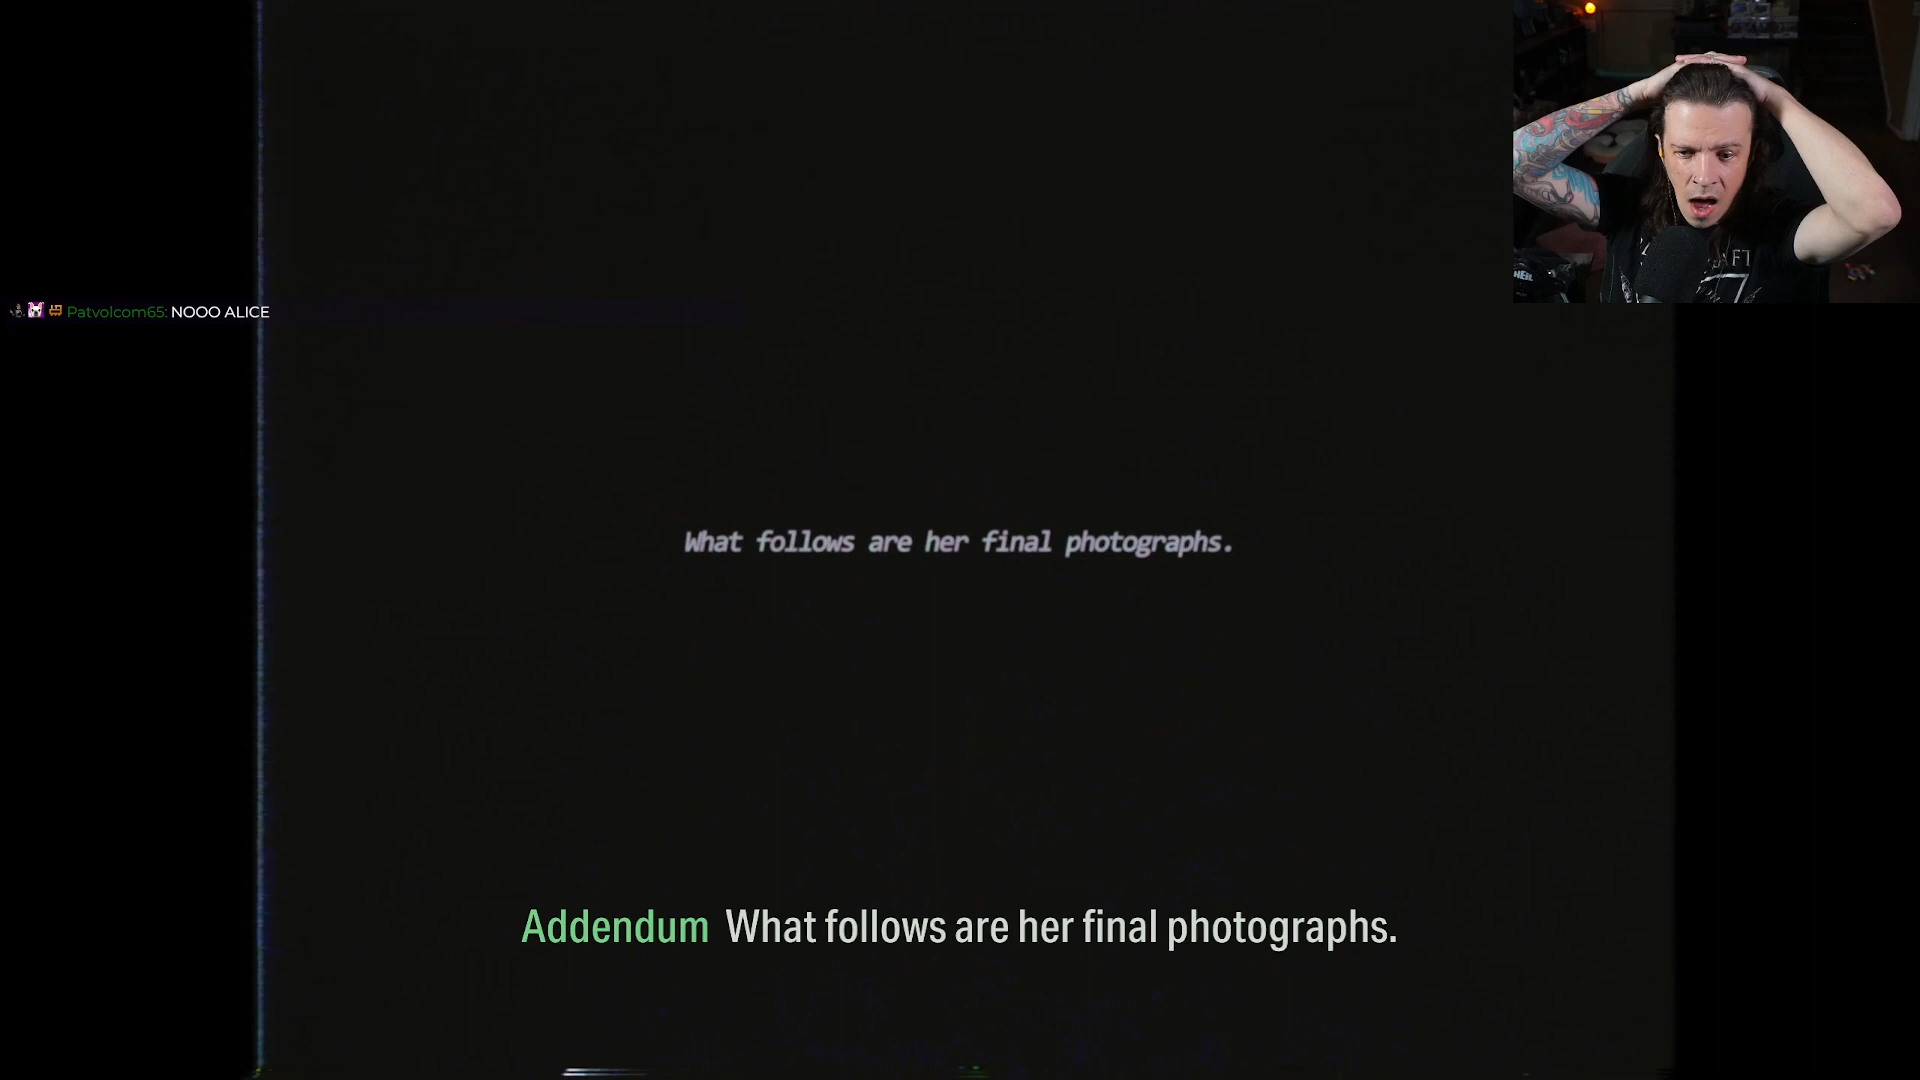 Patvolcom65: NOOO ALICE
What follows are her final photographs.
Addendum What follows are her final photographs.